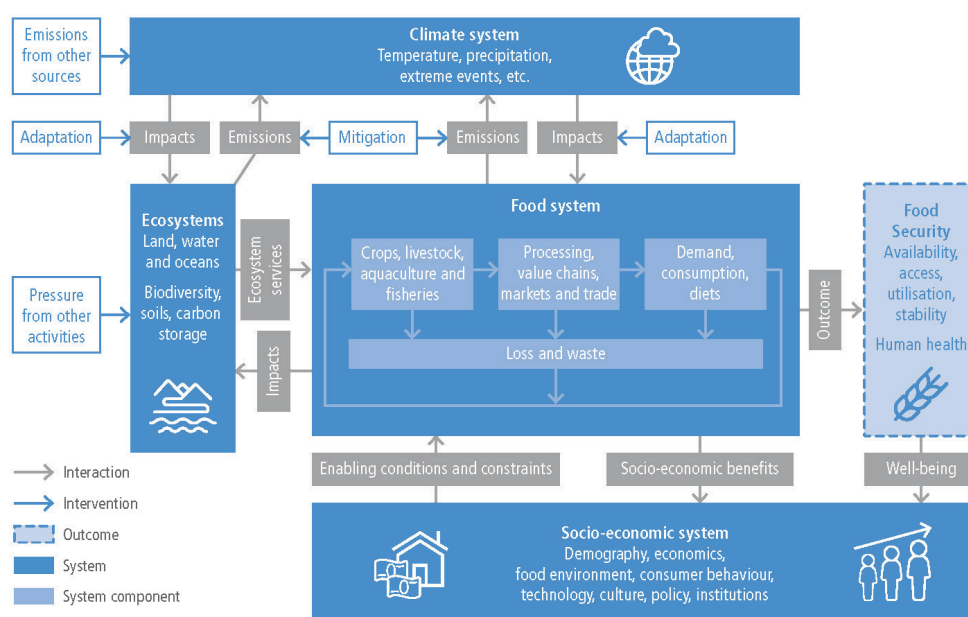 Emissions
from other
sources
Climate system
Temperature, precipitation,
extreme events, etc.
Adaptation
Impacts
Emissions
Mitigation
Emissions
Impacts
Adaptation
Ecosystems
Land, water
and oceans
Biodiversity,
soils, carbon
storage
Pressure
from other
activities
Ecosystem
services
Impacts
Food system
Crops, livestock,
aquaculture and
fisheries
Processing,
value chains,
markets and trade
Demand,
consumption,
diets
Loss and waste
Outcome
Food
Security
Availability,
access,
utilisation,
stability
Human health
Enabling conditions and constraints
Socio-economic benefits
Well-being
Socio-economic system
Demography, economics,
food environment, consumer behaviour,
technology, culture, policy, institutions
Interaction
Intervention
Outcome
System
System component